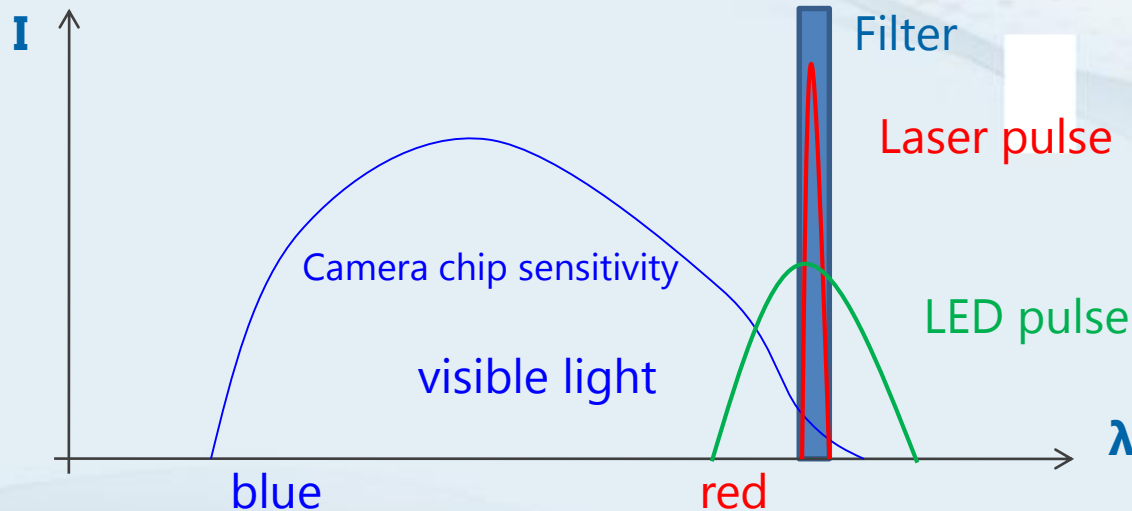 I
Filter
Laser pulse
Camera chip sensitivity
LED pulse
visible light
λ
blue
red